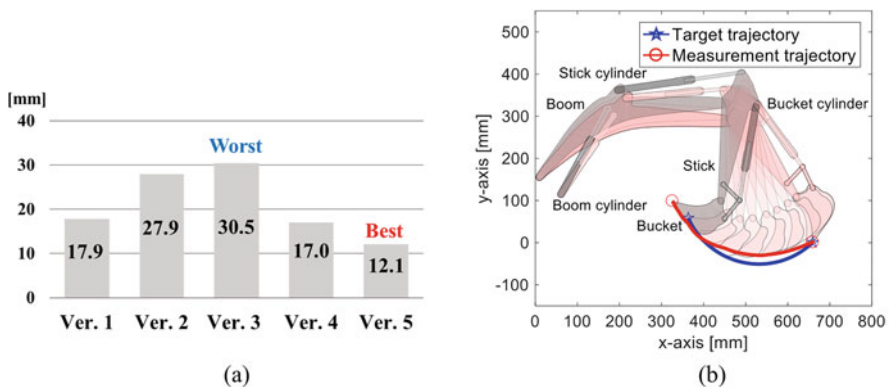 [mm]
40
30
20
10
0
Worst
Best
17.9
27.9
30.5
17.0
12.1
Ver. 1 Ver. 2 Ver. 3 Ver. 4 Ver. 5
(a)
Target trajectory
Measurement trajectory
500
400
300
200
100
0
-100
y-axis [mm]
Stick cylinder
Boom
Bucket cylinder
Stick
Boom cylinder
Bucket
0 100 200 300 400 500 600 700 800
x-axis [mm]
(b)